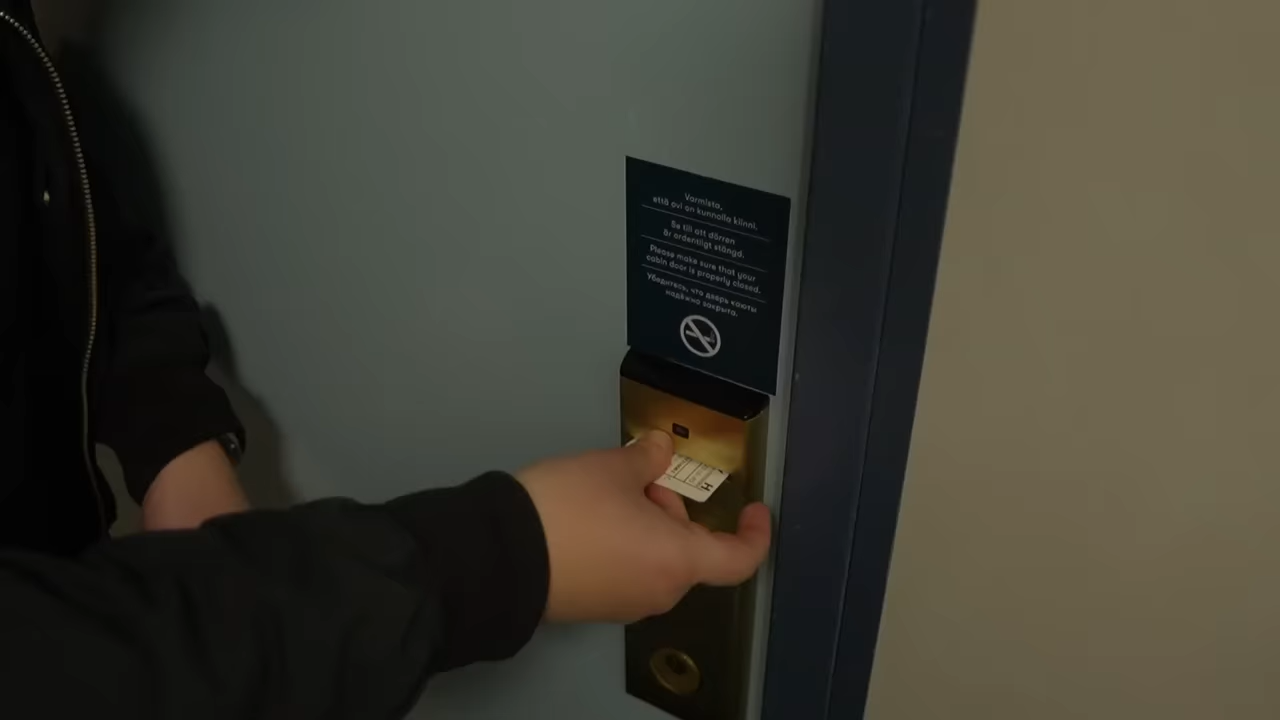 Varmista,
että ovi on kunnolla kiinni.
Se till att dörren
är ordentligt stängd.
Please make sure that your
cabin door is properly closed.
Убедитесь, что дверь каюты
надёжно закрыта.
H